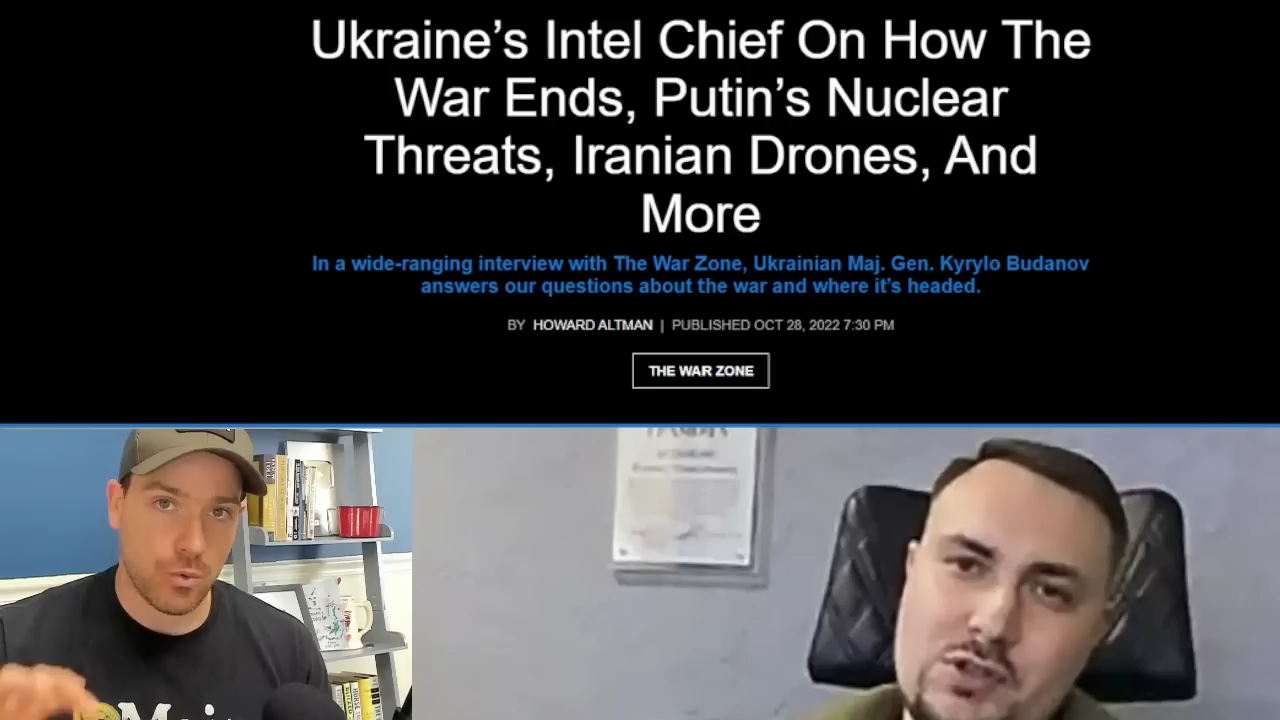 Ukraine’s Intel Chief On How The
War Ends, Putin’s Nuclear
Threats, Iranian Drones, And
More
In a wide-ranging interview with The War Zone, Ukrainian Maj. Gen. Kyrylo Budanov
answers our questions about the war and where it’s headed.
BY HOWARD ALTMAN | PUBLISHED OCT 28, 2022 7:30 PM
THE WAR ZONE